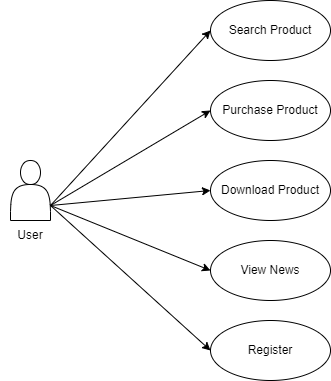 Search Product
Purchase Product
Download Product
User
View News
Register